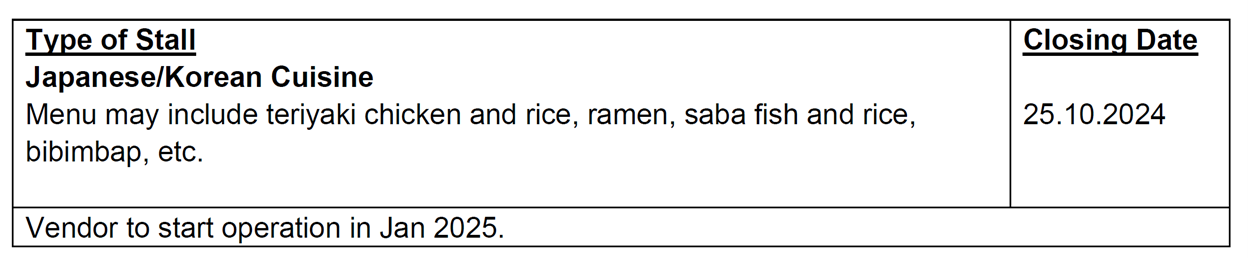 Type of Stall
Japanese/Korean Cuisine
Menu may include teriyaki chicken and rice, ramen, saba fish and rice,
bibimbap, etc.
Closing Date
25.10.2024
Vendor to start operation in Jan 2025.